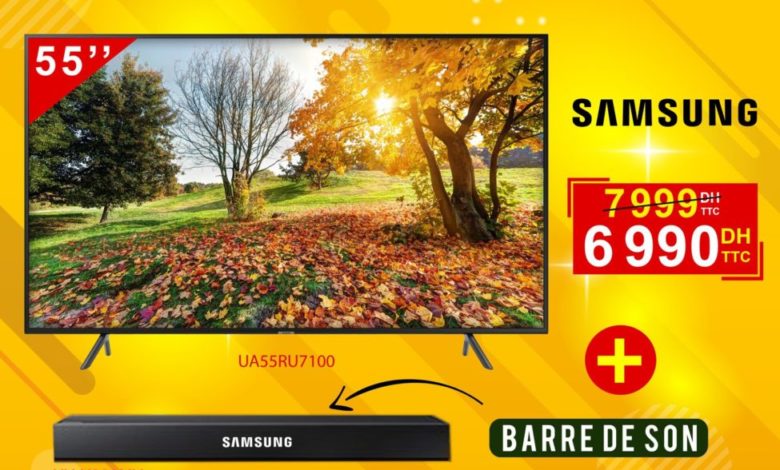 55’’
SAMSUNG
7 999 DH TTC
6 990 DH TTC
UA55RU7100
SAMSUNG
BARRE DE SON